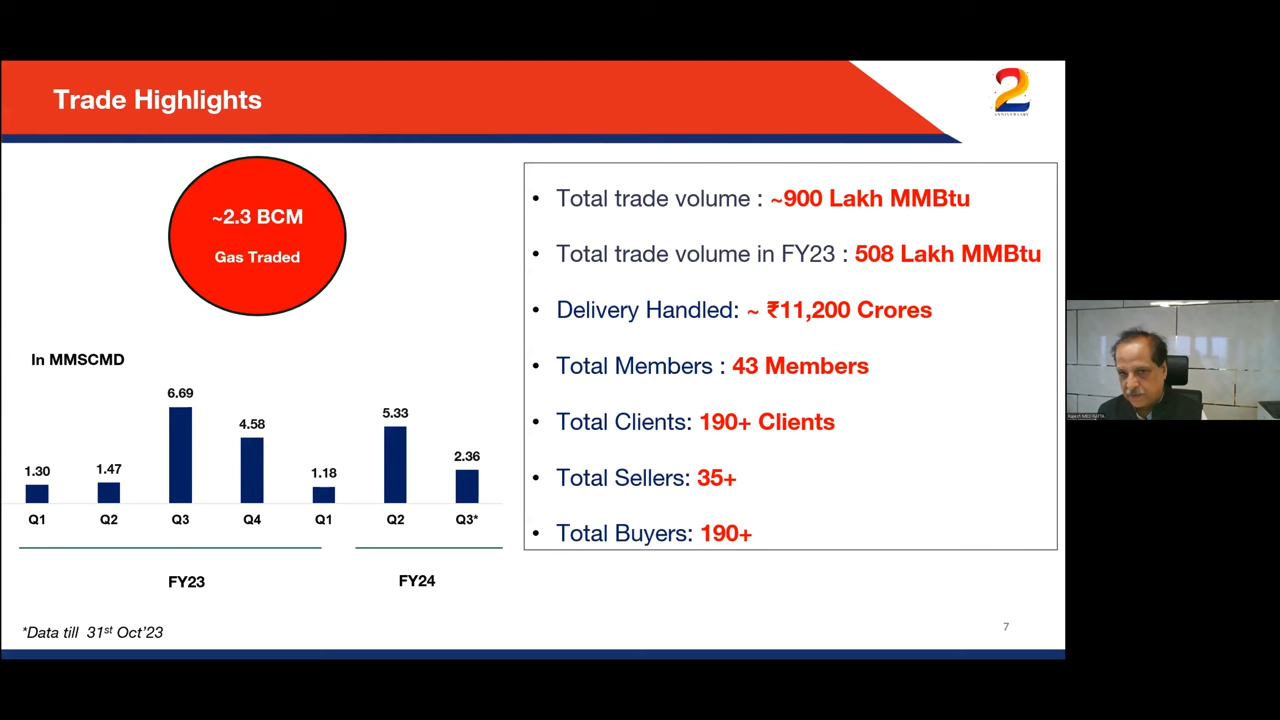 Trade Highlights
2
ANNIVERSARY
~2.3 BCM
Gas Traded
In MMSCMD
1.30
1.47
6.69
4.58
1.18
5.33
2.36
Q1
Q2
Q3
Q4
Q1
Q2
Q3*
FY23
FY24
*Data till 31st Oct'23
• Total trade volume : ~900 Lakh MMBtu
• Total trade volume in FY23 : 508 Lakh MMBtu
• Delivery Handled: ~ ₹11,200 Crores
• Total Members : 43 Members
• Total Clients: 190+ Clients
• Total Sellers: 35+
• Total Buyers: 190+
7